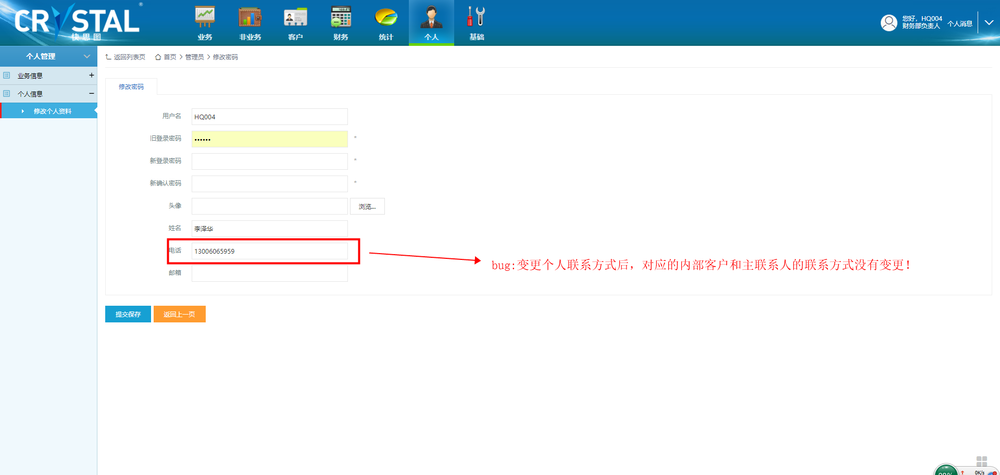 CRYSTAL
®
快思图
业务
非业务
客户
财务
统计
个人
基础
您好，HQ004
财务部负责人
个人消息
个人管理
业务信息 +
个人信息 −
修改个人资料
返回列表页 首页 > 管理员 > 修改密码
修改密码
用户名 HQ004
旧登录密码 •••••• *
新登录密码 *
新确认密码 *
头像 浏览...
姓名 李泽华
电话 13006065959
bug:变更个人联系方式后，对应的内部客户和主联系人的联系方式没有变更！
邮箱
提交保存 返回上一页
0K/s